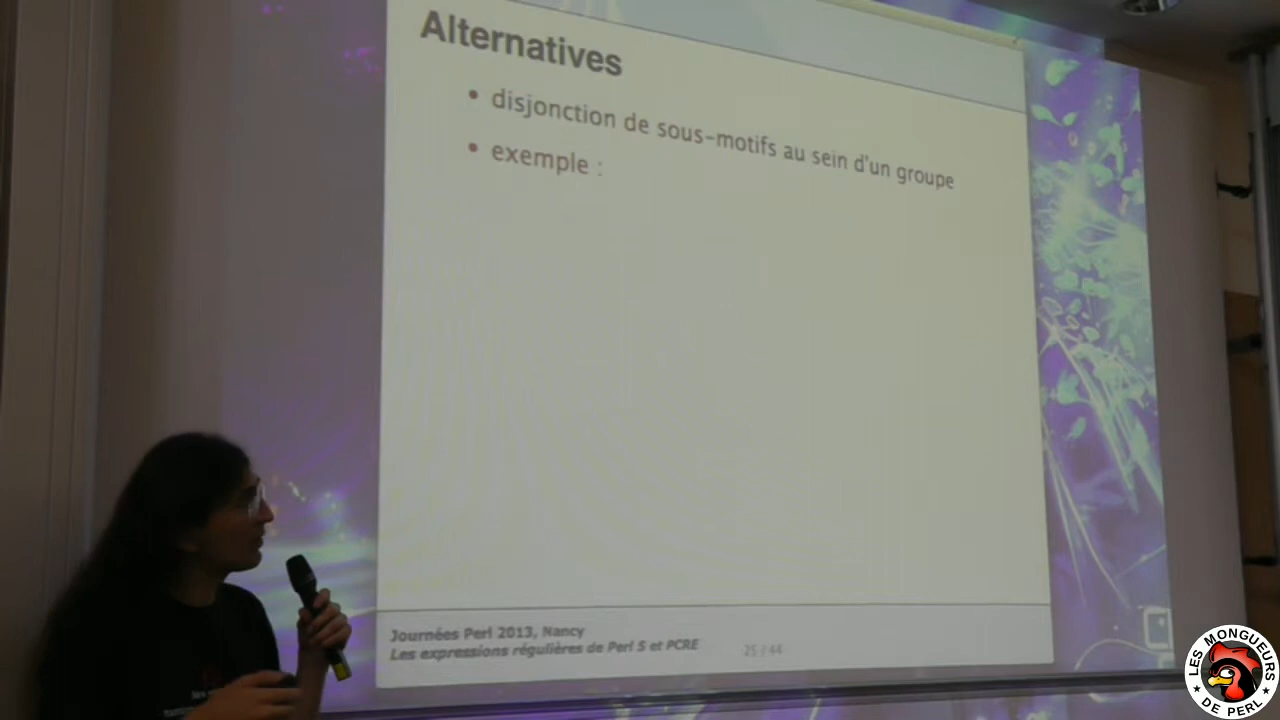 Alternatives
• disjonction de sous-motifs au sein d'un groupe
• exemple :
Journées Perl 2013, Nancy
Les expressions régulières de Perl 5 et PCRE
25 / 44
LES MONGUEURS
★ DE PERL ★